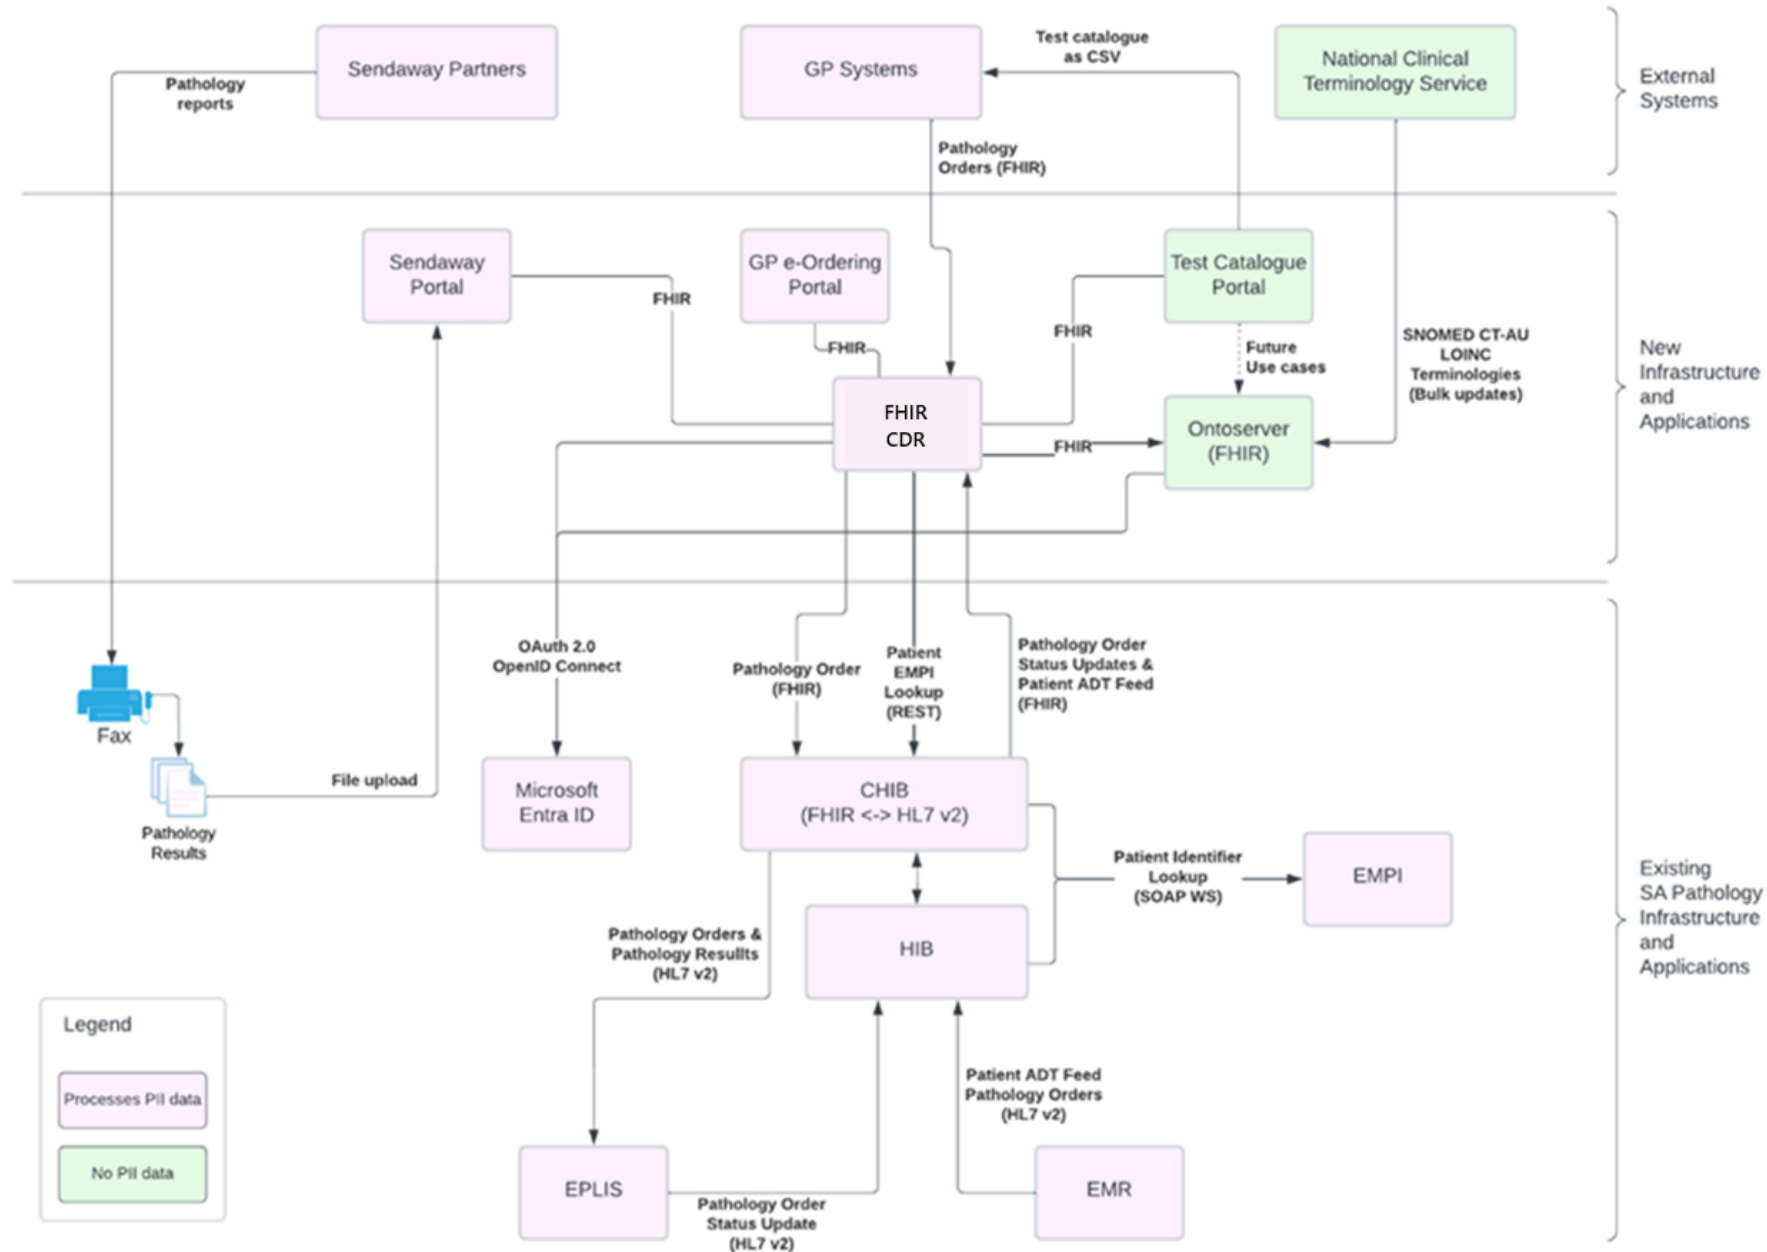 Sendaway Partners
GP Systems
Test catalogue
as CSV
National Clinical
Terminology Service
External
Systems
Pathology
reports
Pathology
Orders (FHIR)
Sendaway
Portal
GP e-Ordering
Portal
Test Catalogue
Portal
FHIR
FHIR
FHIR
Future
Use cases
SNOMED CT-AU
LOINC
Terminologies
(Bulk updates)
New
Infrastructure
and
Applications
FHIR
CDR
FHIR
Ontoserver
(FHIR)
OAuth 2.0
OpenID Connect
Pathology Order
(FHIR)
Patient
EMPI
Lookup
(REST)
Pathology Order
Status Updates &
Patient ADT Feed
(FHIR)
Fax
File upload
Pathology
Results
Microsoft
Entra ID
CHIB
(FHIR <-> HL7 v2)
Patient Identifier
Lookup
(SOAP WS)
EMPI
Existing
SA Pathology
Infrastructure
and
Applications
Pathology Orders &
Pathology Resullts
(HL7 v2)
HIB
Legend
Processes PII data
No PII data
Patient ADT Feed
Pathology Orders
(HL7 v2)
EPLIS
Pathology Order
Status Update
(HL7 v2)
EMR